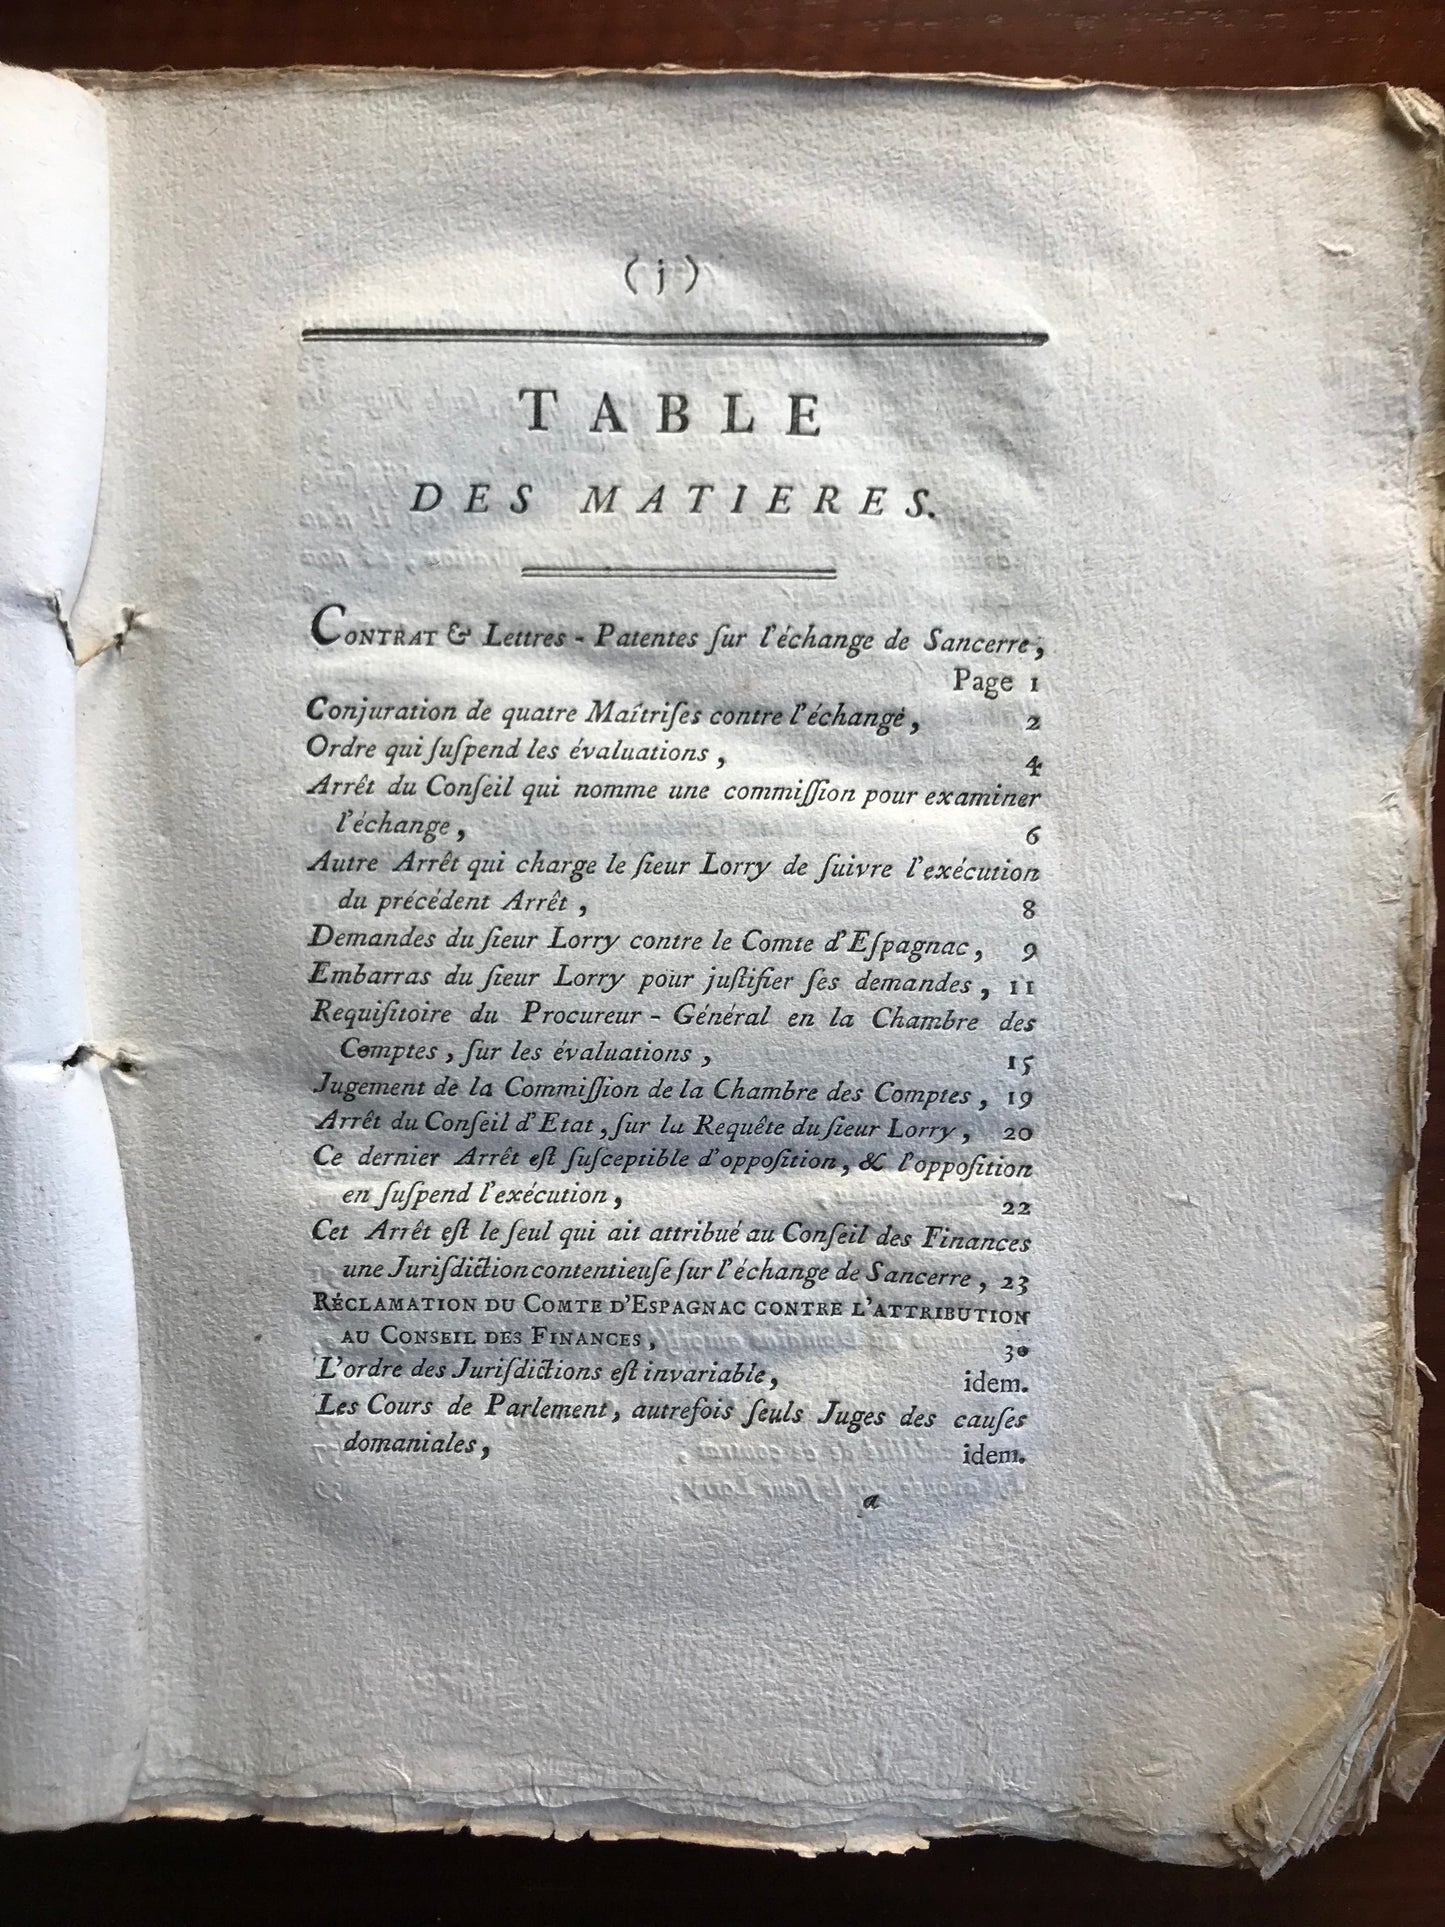 ( j )
TABLE
DES MATIERES.
CONTRAT & Lettres - Patentes ſur l'échange de Sancerre,
Page 1
Conjuration de quatre Maîtriſes contre l'échange, 2
Ordre qui ſuſpend les évaluations, 4
Arrêt du Conſeil qui nomme une commiſſion pour examiner
l'échange, 6
Autre Arrêt qui charge le ſieur Lorry de ſuivre l'exécution
du précédent Arrêt, 8
Demandes du ſieur Lorry contre le Comte d'Eſpagnac, 9
Embarras du ſieur Lorry pour juſtifier ſes demandes, 11
Requiſitoire du Procureur - Général en la Chambre des
Comptes, ſur les évaluations, 15
Jugement de la Commiſſion de la Chambre des Comptes, 19
Arrêt du Conſeil d'Etat, ſur la Requête du ſieur Lorry, 20
Ce dernier Arrêt eſt ſuſceptible d'oppoſition, & l'oppoſition
en ſuſpend l'exécution, 22
Cet Arrêt eſt le ſeul qui ait attribué au Conſeil des Finances
une Juriſdiction contentieuſe ſur l'échange de Sancerre, 23
RÉCLAMATION DU COMTE D'ESPAGNAC CONTRE L'ATTRIBUTION
AU CONSEIL DES FINANCES, 30
L'ordre des Juriſdictions eſt invariable, idem.
Les Cours de Parlement, autrefois ſeuls Juges des cauſes
domaniales, idem.
a